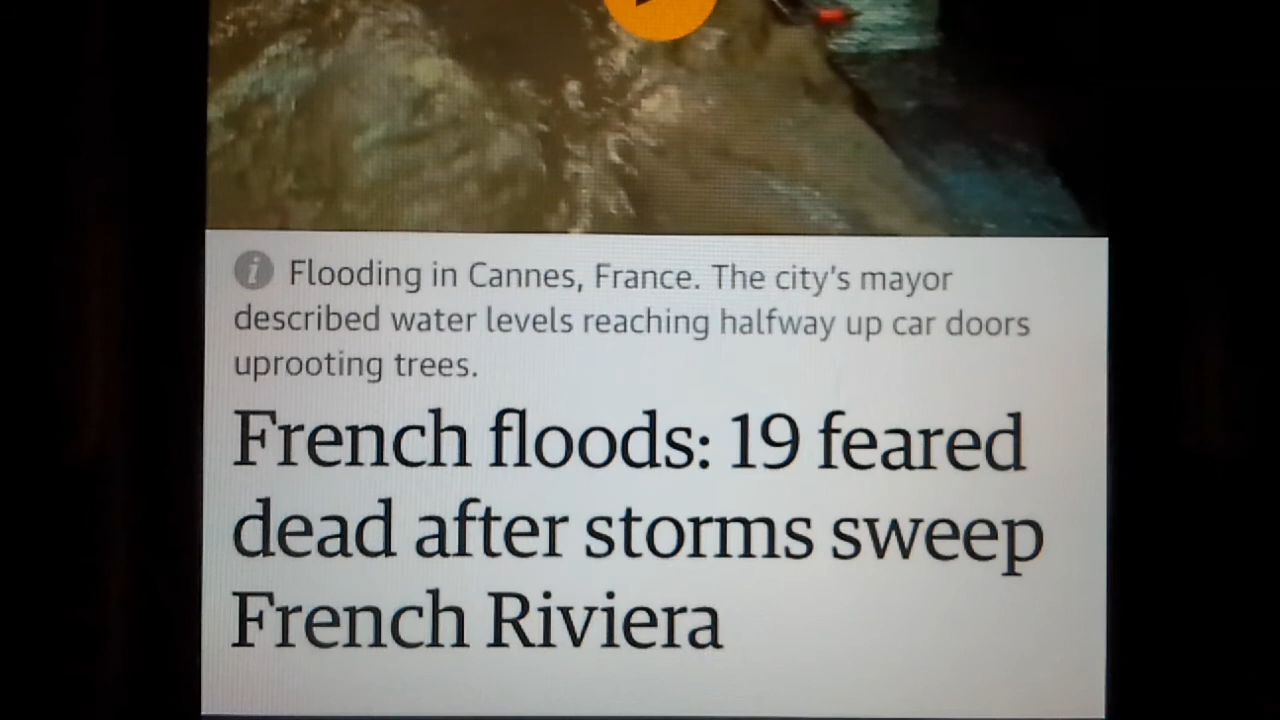 Flooding in Cannes, France. The city's mayor
described water levels reaching halfway up car doors
uprooting trees.
French floods: 19 feared
dead after storms sweep
French Riviera